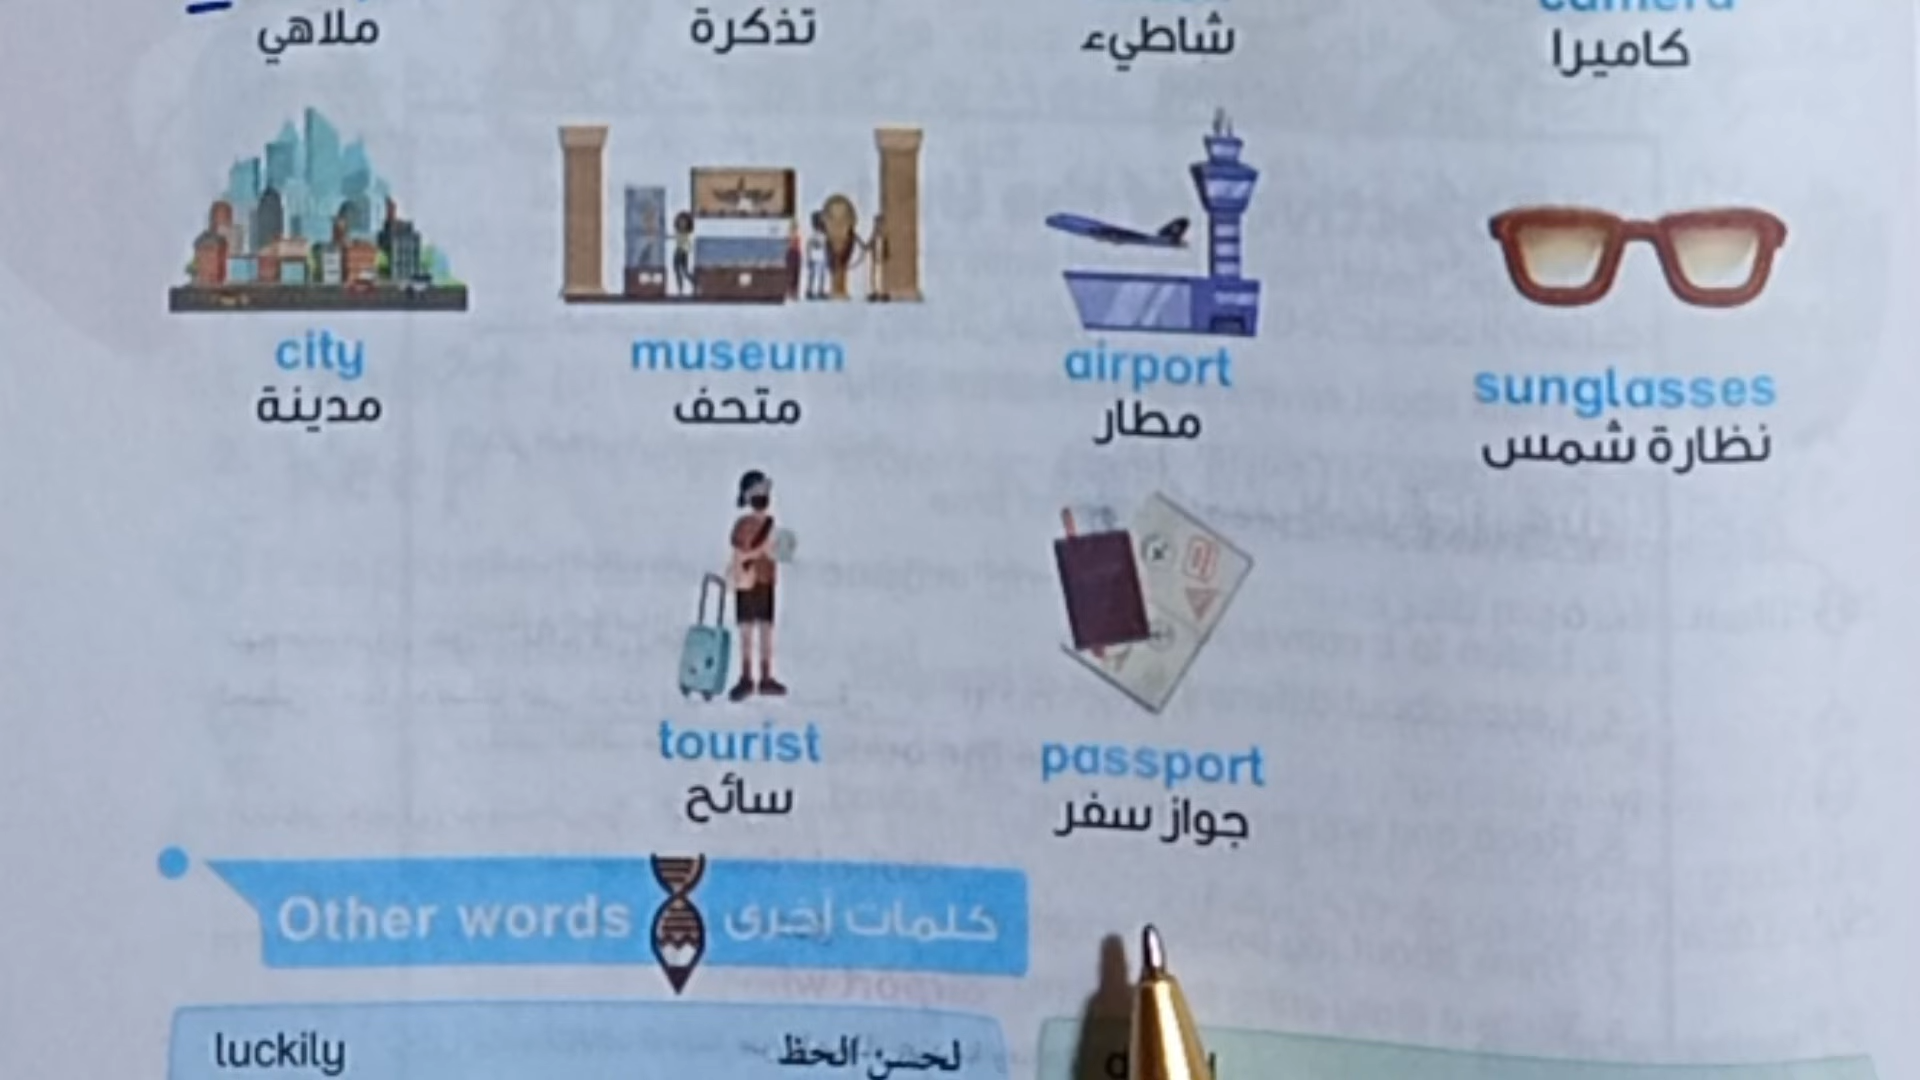 ملاهي
تذكرة
شاطيء
camera
كاميرا
city
مدينة
museum
متحف
airport
مطار
sunglasses
نظارة شمس
tourist
سائح
passport
جواز سفر
Other words كلمات أخرى
luckily لحسن الحظ